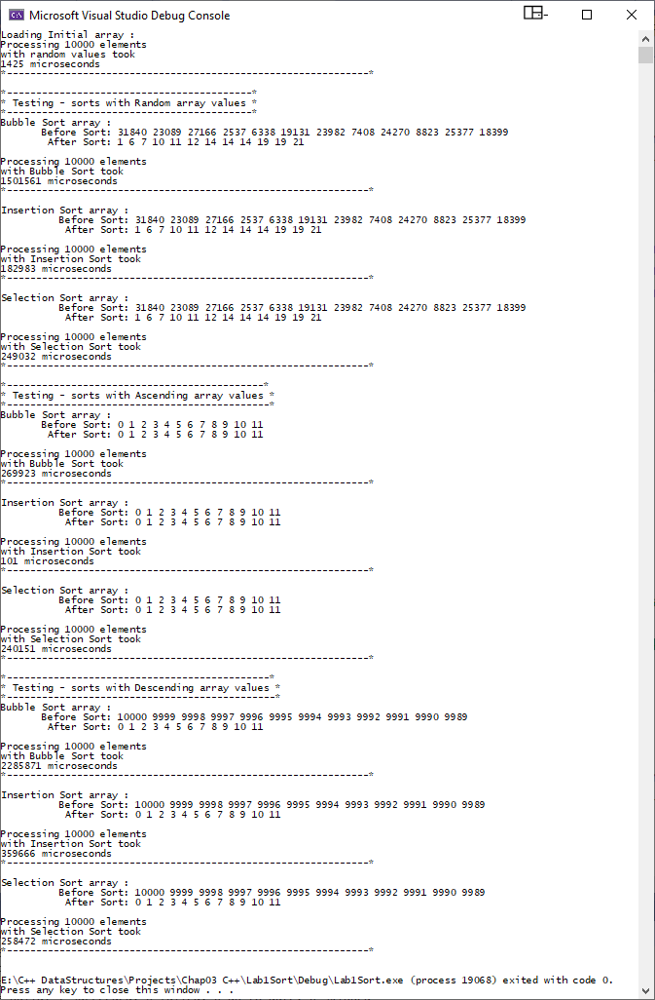 Microsoft Visual Studio Debug Console
Loading Initial array :
Processing 10000 elements
with random values took
1425 microseconds
*--------------------------------------------------------------*
*------------------------------------------*
* Testing - sorts with Random array values *
*------------------------------------------*
Bubble Sort array :
Before Sort: 31840 23089 27166 2537 6338 19131 23982 7408 24270 8823 25377 18399
After Sort: 1 6 7 10 11 12 14 14 14 19 19 21
Processing 10000 elements
with Bubble Sort took
1501561 microseconds
*--------------------------------------------------------------*
Insertion Sort array :
Before Sort: 31840 23089 27166 2537 6338 19131 23982 7408 24270 8823 25377 18399
After Sort: 1 6 7 10 11 12 14 14 14 19 19 21
Processing 10000 elements
with Insertion Sort took
182983 microseconds
*--------------------------------------------------------------*
Selection Sort array :
Before Sort: 31840 23089 27166 2537 6338 19131 23982 7408 24270 8823 25377 18399
After Sort: 1 6 7 10 11 12 14 14 14 19 19 21
Processing 10000 elements
with Selection Sort took
249032 microseconds
*--------------------------------------------------------------*
*--------------------------------------------*
* Testing - sorts with Ascending array values *
*---------------------------------------------*
Bubble Sort array :
Before Sort: 0 1 2 3 4 5 6 7 8 9 10 11
After Sort: 0 1 2 3 4 5 6 7 8 9 10 11
Processing 10000 elements
with Bubble Sort took
269923 microseconds
*--------------------------------------------------------------*
Insertion Sort array :
Before Sort: 0 1 2 3 4 5 6 7 8 9 10 11
After Sort: 0 1 2 3 4 5 6 7 8 9 10 11
Processing 10000 elements
with Insertion Sort took
101 microseconds
*--------------------------------------------------------------*
Selection Sort array :
Before Sort: 0 1 2 3 4 5 6 7 8 9 10 11
After Sort: 0 1 2 3 4 5 6 7 8 9 10 11
Processing 10000 elements
with Selection Sort took
240151 microseconds
*--------------------------------------------------------------*
*---------------------------------------------*
* Testing - sorts with Descending array values *
*----------------------------------------------*
Bubble Sort array :
Before Sort: 10000 9999 9998 9997 9996 9995 9994 9993 9992 9991 9990 9989
After Sort: 0 1 2 3 4 5 6 7 8 9 10 11
Processing 10000 elements
with Bubble Sort took
2285871 microseconds
*--------------------------------------------------------------*
Insertion Sort array :
Before Sort: 10000 9999 9998 9997 9996 9995 9994 9993 9992 9991 9990 9989
After Sort: 0 1 2 3 4 5 6 7 8 9 10 11
Processing 10000 elements
with Insertion Sort took
359666 microseconds
*--------------------------------------------------------------*
Selection Sort array :
Before Sort: 10000 9999 9998 9997 9996 9995 9994 9993 9992 9991 9990 9989
After Sort: 0 1 2 3 4 5 6 7 8 9 10 11
Processing 10000 elements
with Selection Sort took
258472 microseconds
*--------------------------------------------------------------*
E:\C++ DataStructures\Projects\Chap03 C++\Lab1Sort\Debug\Lab1Sort.exe (process 19068) exited with code 0.
Press any key to close this window . . .